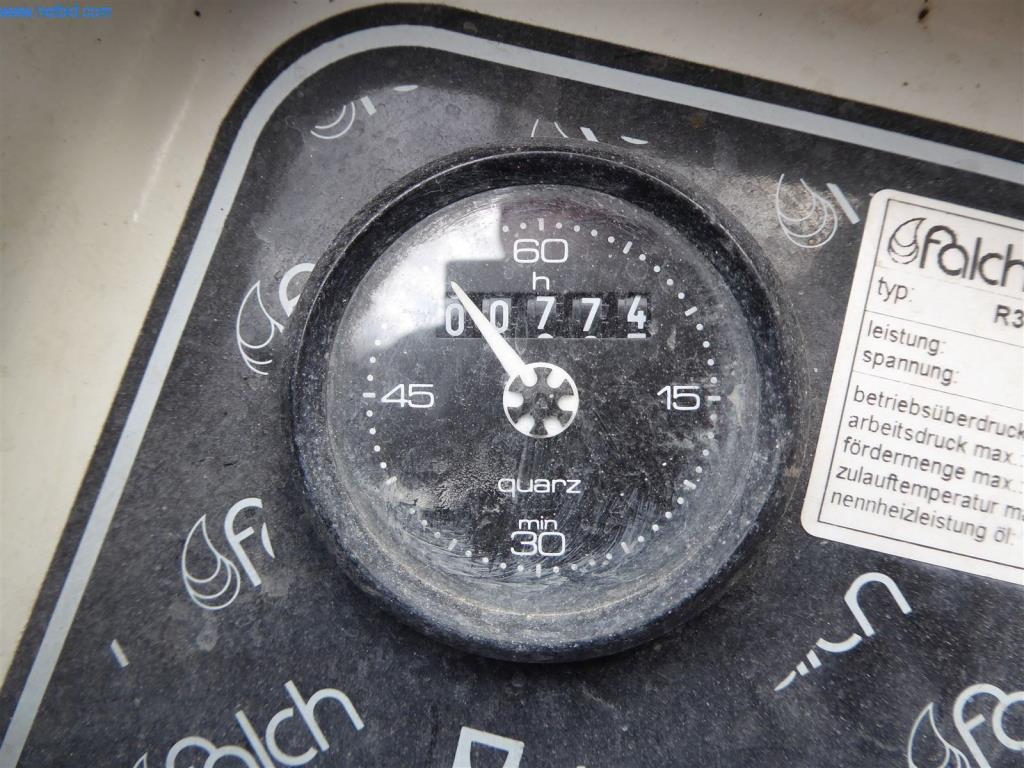 www.netbid.com
60
h
00774
45
15
quarz
min
30
falch
typ: R3
leistung:
spannung:
betriebsüberdruck
arbeitsdruck max.
fördermenge max.
zulauftemperatur m
nennheizleistung öl:
falch